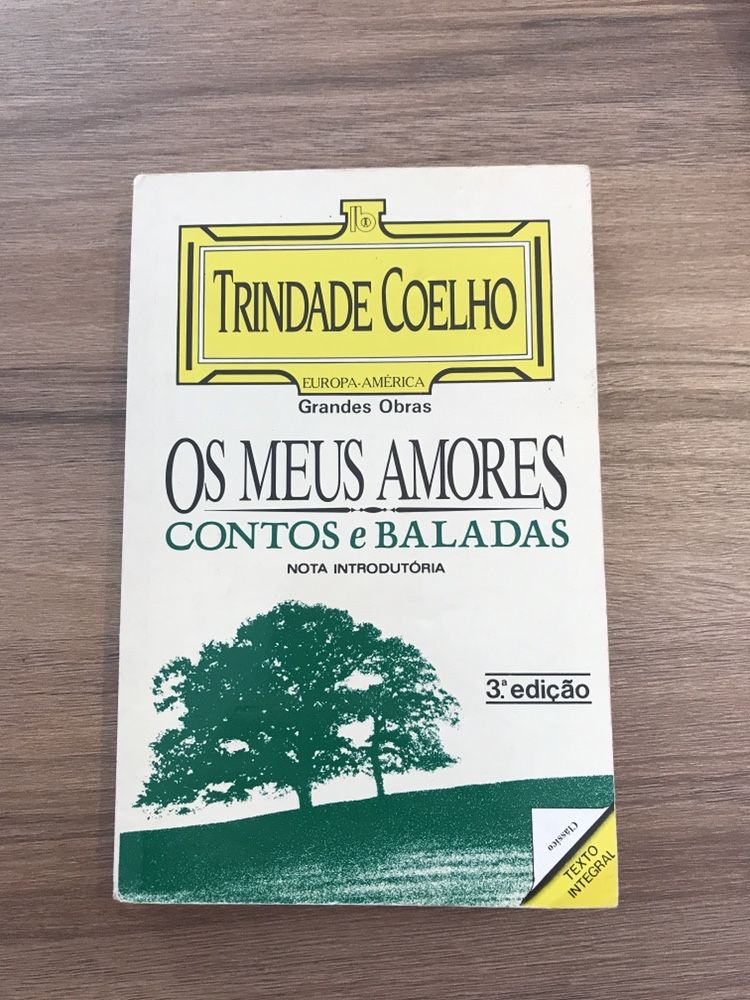 TRINDADE COELHO
EUROPA-AMÉRICA
Grandes Obras
OS MEUS AMORES
CONTOS e BALADAS
NOTA INTRODUTÓRIA
3.ª edição
Clássico
TEXTO
INTEGRAL